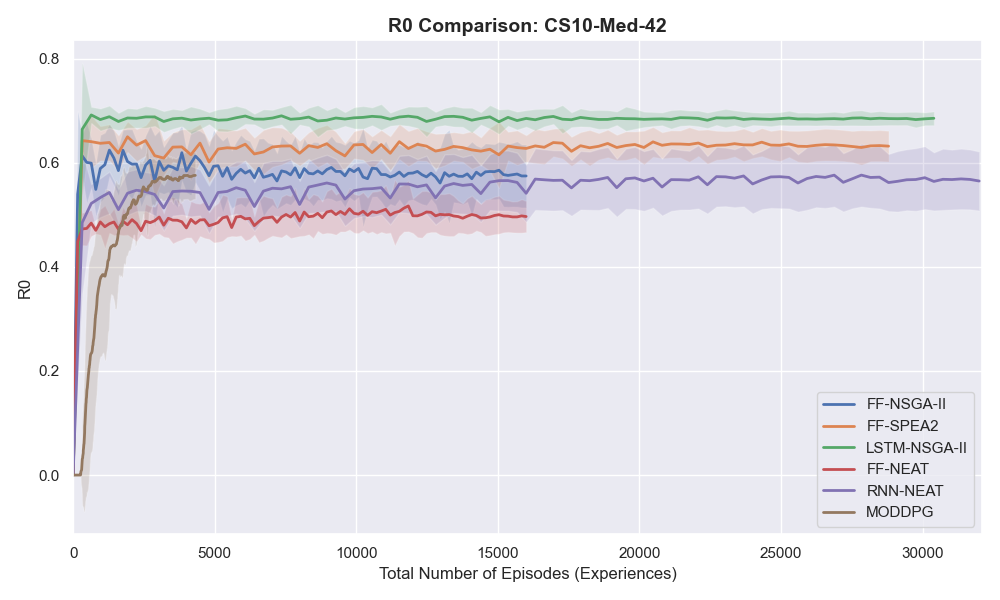 R0 Comparison: CS10-Med-42
R0
0.8
0.6
0.4
0.2
0.0
0 5000 10000 15000 20000 25000 30000
Total Number of Episodes (Experiences)
FF-NSGA-II
FF-SPEA2
LSTM-NSGA-II
FF-NEAT
RNN-NEAT
MODDPG